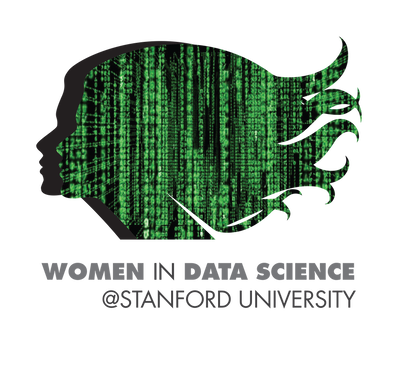 WOMEN IN DATA SCIENCE
@STANFORD UNIVERSITY